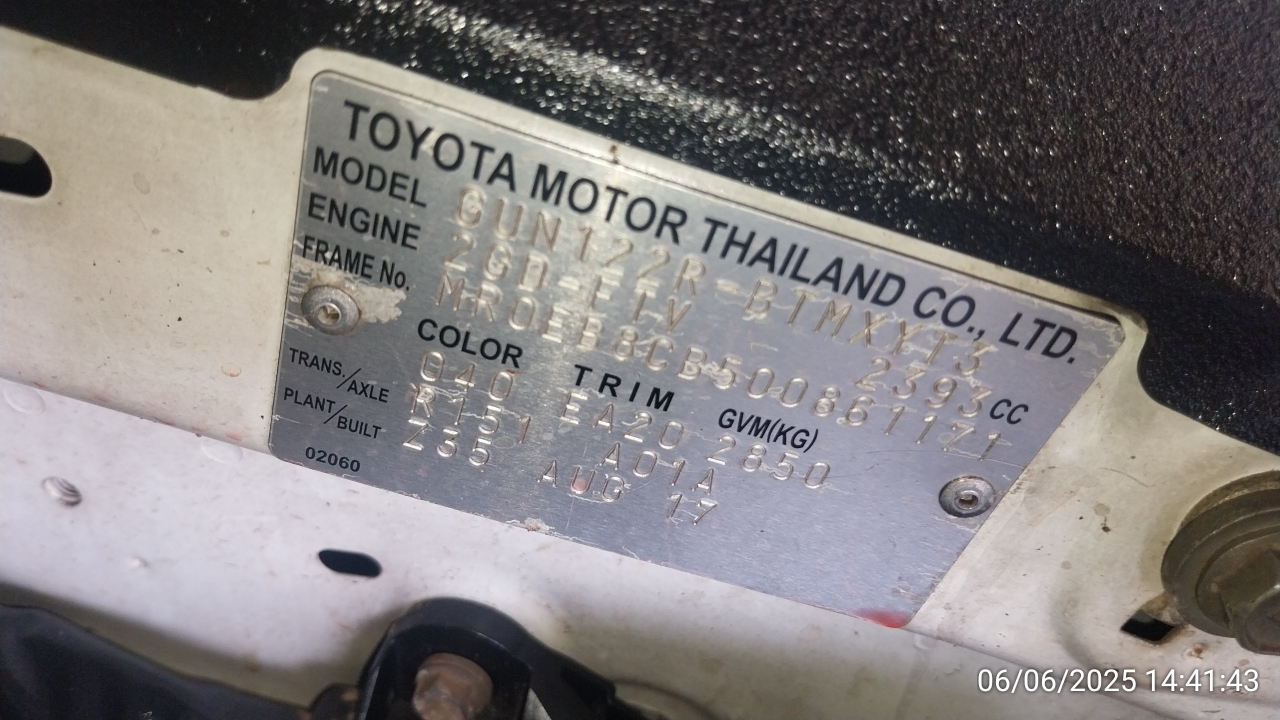 TOYOTA MOTOR THAILAND CO., LTD.
MODEL GUN122R-BTMXYT3
ENGINE 2GD-FTV 2393 CC
FRAME No. MR0EB8CB500861171
COLOR TRIM GVM(KG)
040 EA20 2850
TRANS./AXLE R151 A01A
PLANT/BUILT Z35 AUG 17
02060
06/06/2025 14:41:43